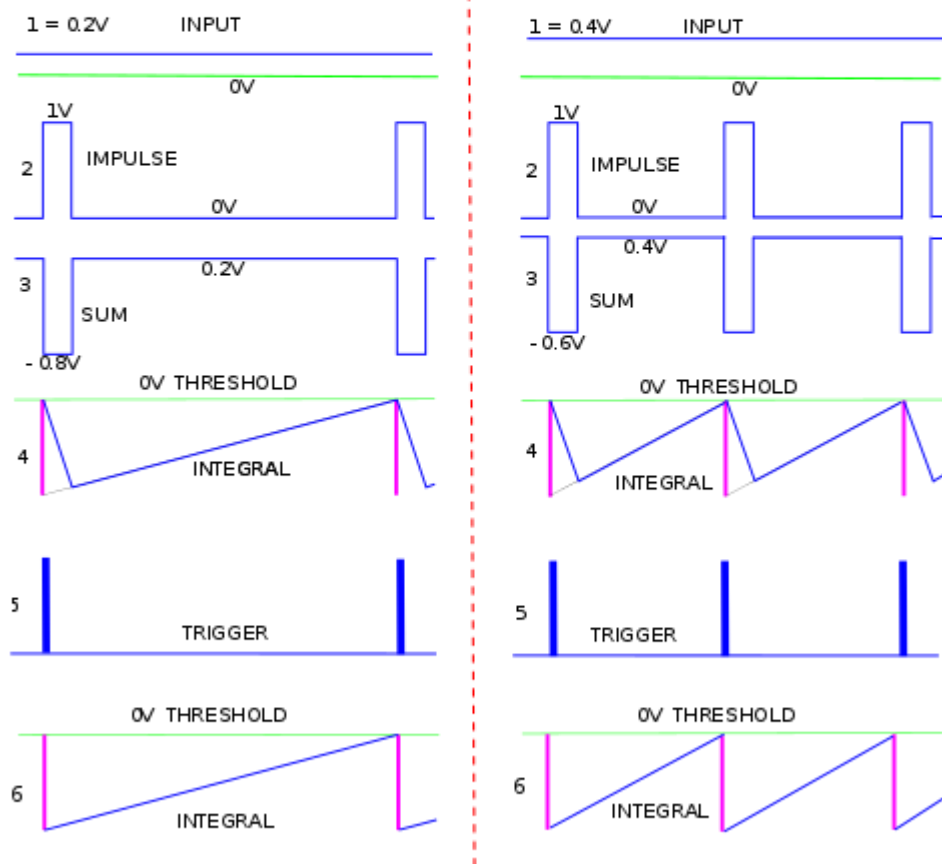 1 = 0.2V INPUT
0V
1V
2
IMPULSE
0V
0.2V
3
SUM
- 0.8V
0V THRESHOLD
4
INTEGRAL
5
TRIGGER
0V THRESHOLD
6
INTEGRAL
1 = 0.4V INPUT
0V
1V
2
IMPULSE
0V
0.4V
3
SUM
- 0.6V
0V THRESHOLD
4
INTEGRAL
5
TRIGGER
0V THRESHOLD
6
INTEGRAL